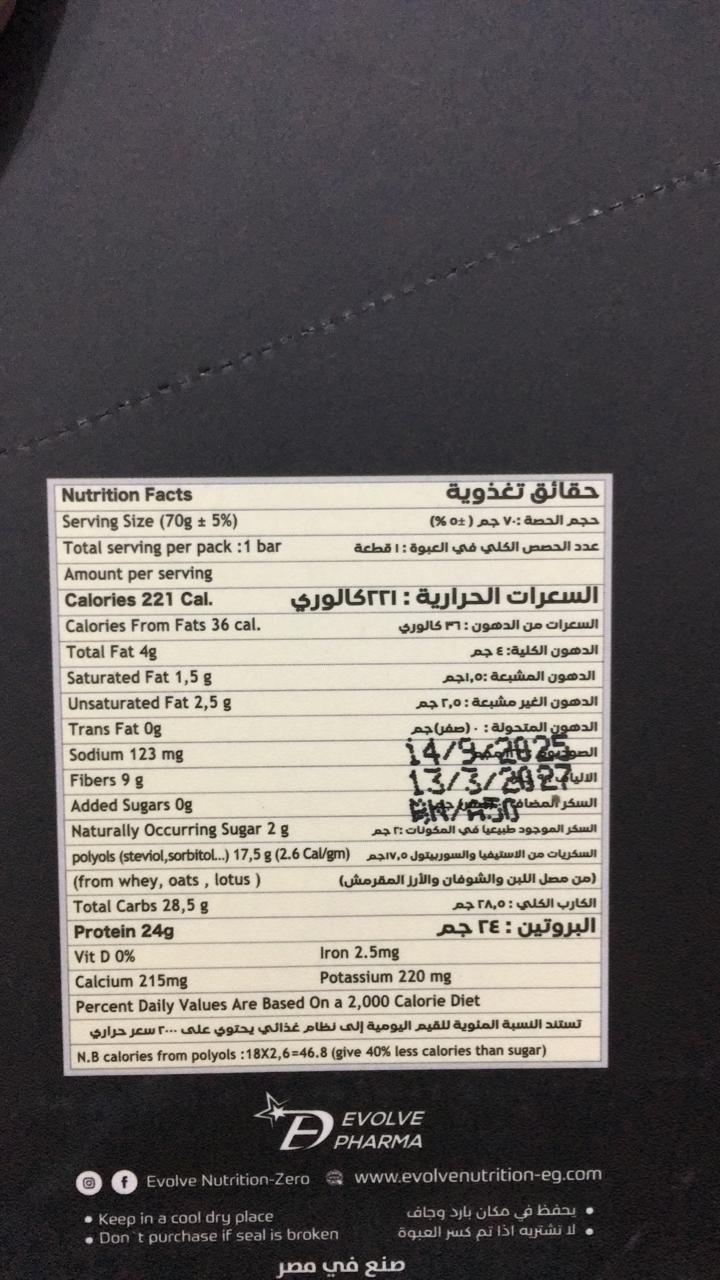 Nutrition Facts حقائق تغذوية
Serving Size (70g ± 5%) حجم الحصة: ٧٠ جم (±٥ %)
Total serving per pack :1 bar عدد الحصص الكلي في العبوة : ١ قطعة
Amount per serving
Calories 221 Cal. السعرات الحرارية : ٢٢١كالوري
Calories From Fats 36 cal. السعرات من الدهون : ٣٦ كالوري
Total Fat 4g الدهون الكلية: ٤ جم
Saturated Fat 1,5 g الدهون المشبعة :١,٥جم
Unsaturated Fat 2,5 g الدهون الغير مشبعة : ٢,٥ جم
Trans Fat 0g الدهون المتحولة : ٠ (صفر)جم
Sodium 123 mg
14/9/2025
Fibers 9 g
13/3/2027
Added Sugars 0g السكر المضاف
Naturally Occurring Sugar 2 g السكر الموجود طبيعيا في المكونات :٢ جم
polyols (steviol,sorbitol...) 17,5 g (2.6 Cal/gm) السكريات من الاستيفيا والسوربيتول ١٧,٥جم
(from whey, oats , lotus ) (من مصل اللبن والشوفان والأرز المقرمش)
Total Carbs 28,5 g الكارب الكلي : ٢٨,٥ جم
Protein 24g البروتين : ٢٤ جم
Vit D 0% Iron 2.5mg
Calcium 215mg Potassium 220 mg
Percent Daily Values Are Based On a 2,000 Calorie Diet
تستند النسبة المئوية للقيم اليومية إلى نظام غذائي يحتوي على ٢٠٠٠ سعر حراري
N.B calories from polyols :18X2,6=46.8 (give 40% less calories than sugar)
EVOLVE
PHARMA
Evolve Nutrition-Zero www.evolvenutrition-eg.com
• Keep in a cool dry place • يحفظ في مكان بارد وجاف
• Don`t purchase if seal is broken • لا تشتريه اذا تم كسر العبوة
صنع في مصر